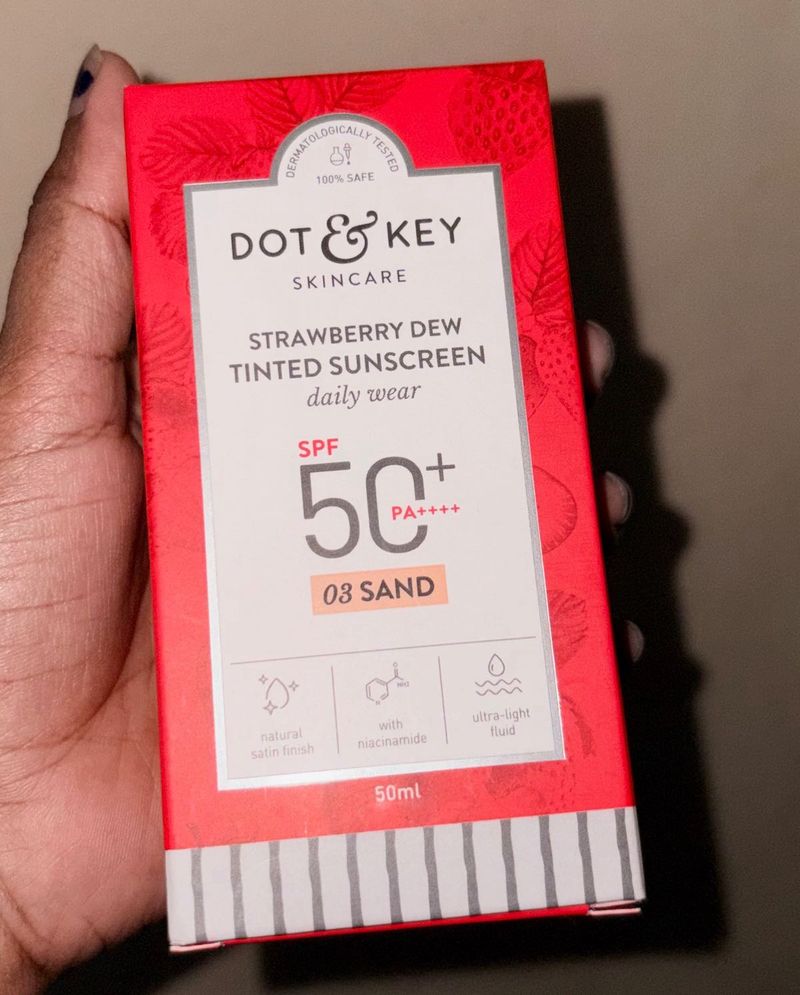 DERMATOLOGICALLY TESTED
100% SAFE
DOT & KEY
SKINCARE
STRAWBERRY DEW
TINTED SUNSCREEN
daily wear
SPF
50+
PA++++
03 SAND
natural
satin finish
NH2
N
O
with
niacinamide
ultra-light
fluid
50ml